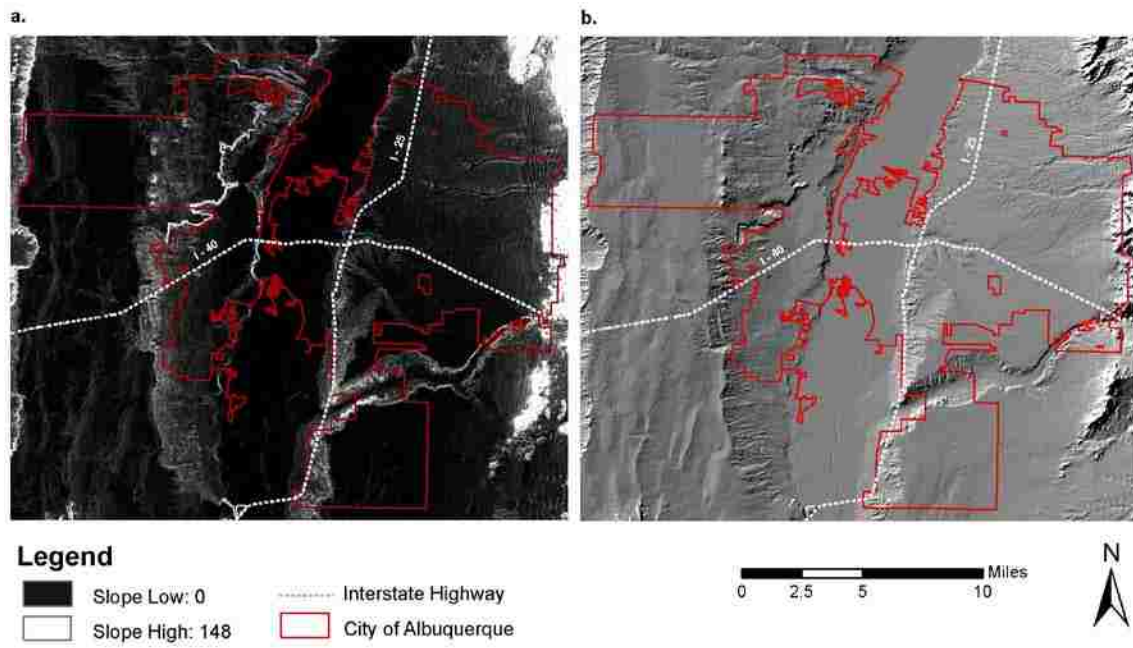 a.
b.
I - 25
I - 40
I - 25
I - 40
Legend
Slope Low: 0
Slope High: 148
Interstate Highway
City of Albuquerque
Miles
0 2.5 5 10
N